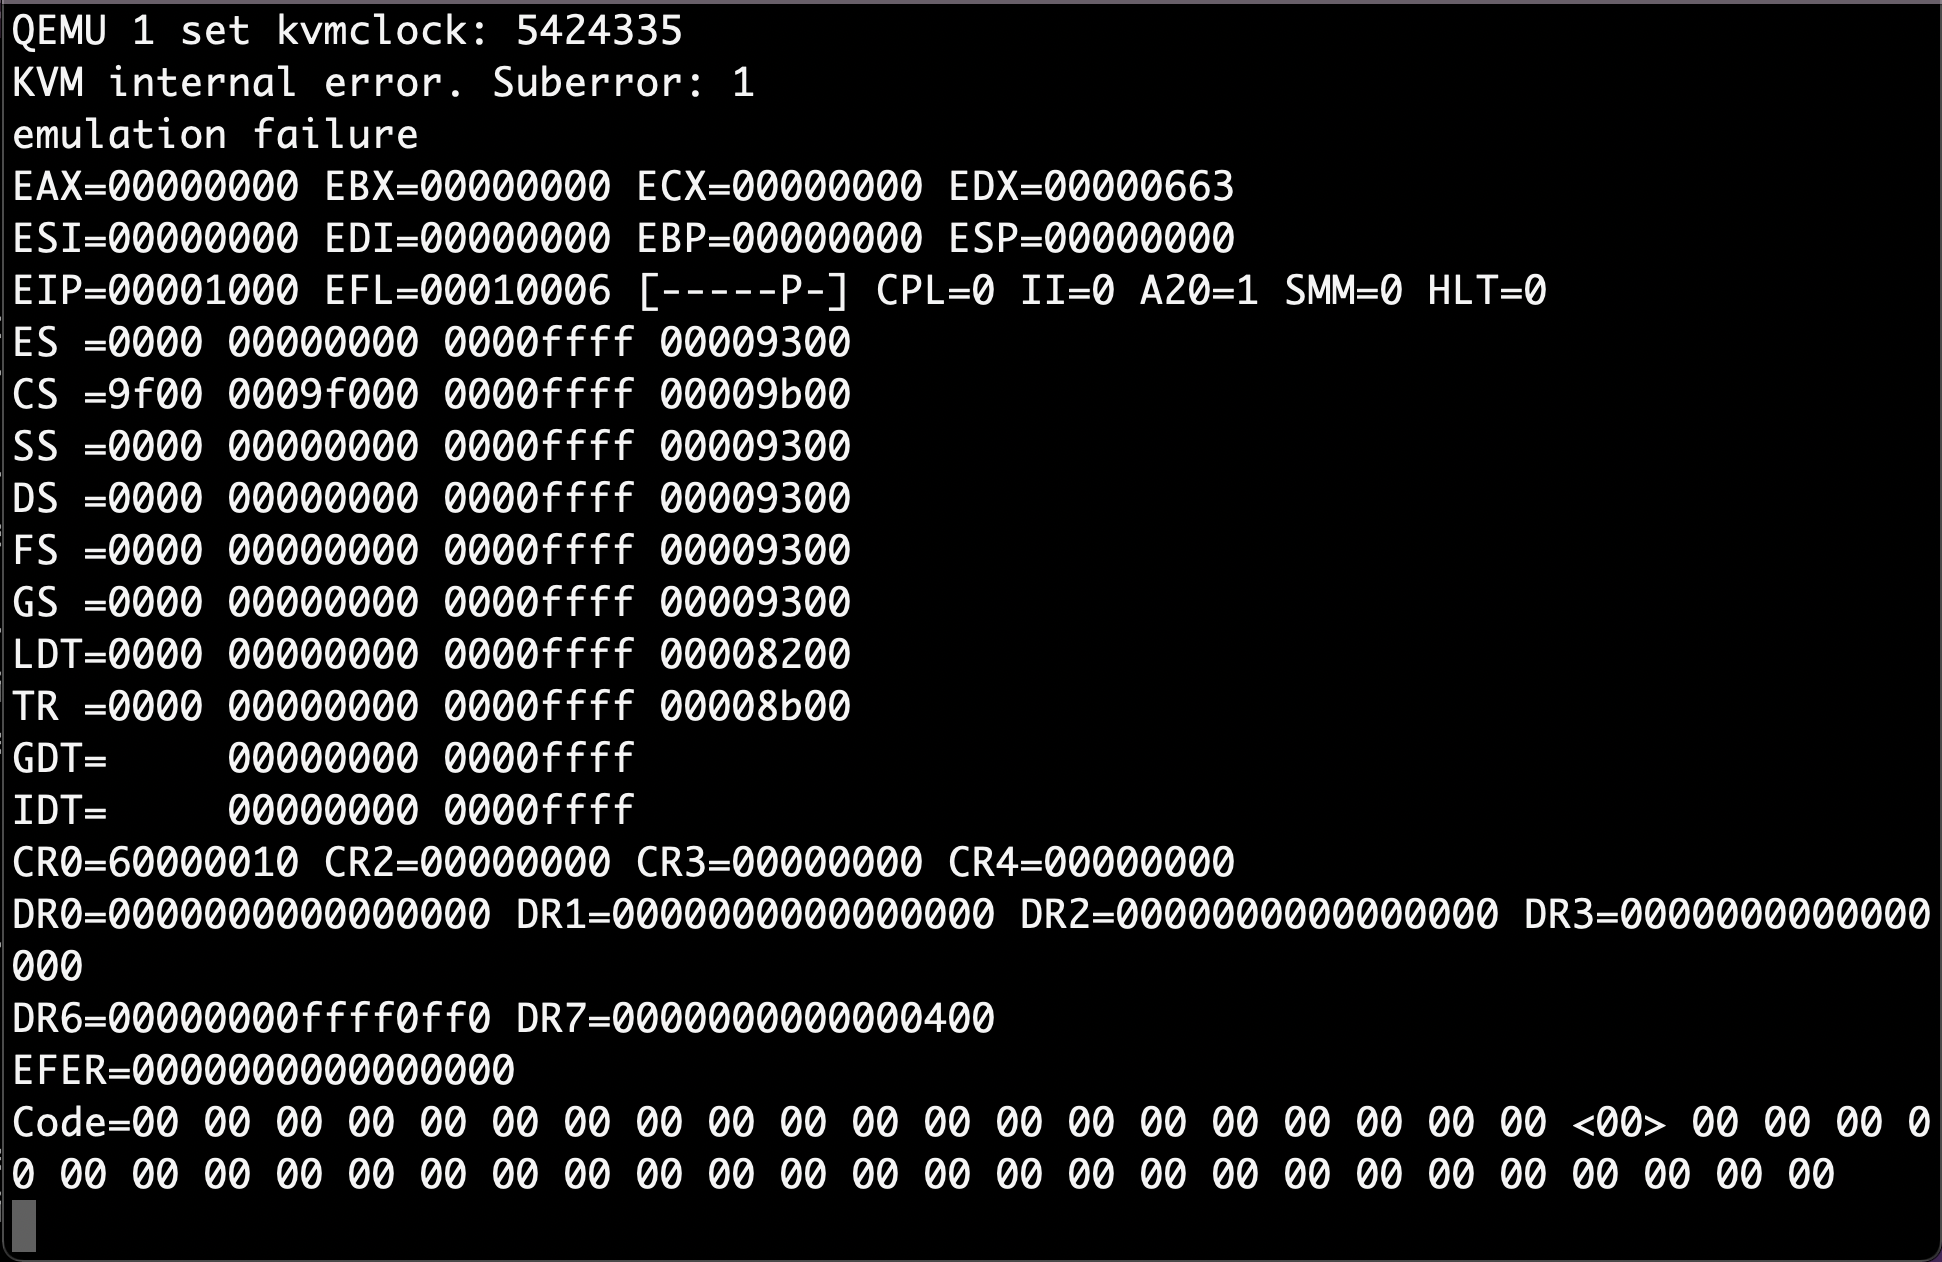 QEMU 1 set kvmclock: 5424335
KVM internal error. Suberror: 1
emulation failure
EAX=00000000 EBX=00000000 ECX=00000000 EDX=00000663
ESI=00000000 EDI=00000000 EBP=00000000 ESP=00000000
EIP=00001000 EFL=00010006 [-----P-] CPL=0 II=0 A20=1 SMM=0 HLT=0
ES =0000 00000000 0000ffff 00009300
CS =9f00 0009f000 0000ffff 00009b00
SS =0000 00000000 0000ffff 00009300
DS =0000 00000000 0000ffff 00009300
FS =0000 00000000 0000ffff 00009300
GS =0000 00000000 0000ffff 00009300
LDT=0000 00000000 0000ffff 00008200
TR =0000 00000000 0000ffff 00008b00
GDT=     00000000 0000ffff
IDT=     00000000 0000ffff
CR0=60000010 CR2=00000000 CR3=00000000 CR4=00000000
DR0=0000000000000000 DR1=0000000000000000 DR2=0000000000000000 DR3=0000000000000
000
DR6=00000000ffff0ff0 DR7=0000000000000400
EFER=0000000000000000
Code=00 00 00 00 00 00 00 00 00 00 00 00 00 00 00 00 00 00 00 00 <00> 00 00 00 0
0 00 00 00 00 00 00 00 00 00 00 00 00 00 00 00 00 00 00 00 00 00